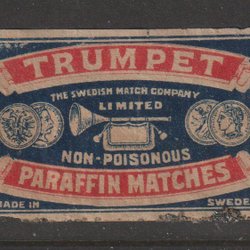 TRUMPET
THE SWEDISH MATCH COMPANY
LIMITED
NON-POISONOUS
PARAFFIN MATCHES
MADE IN SWEDEN